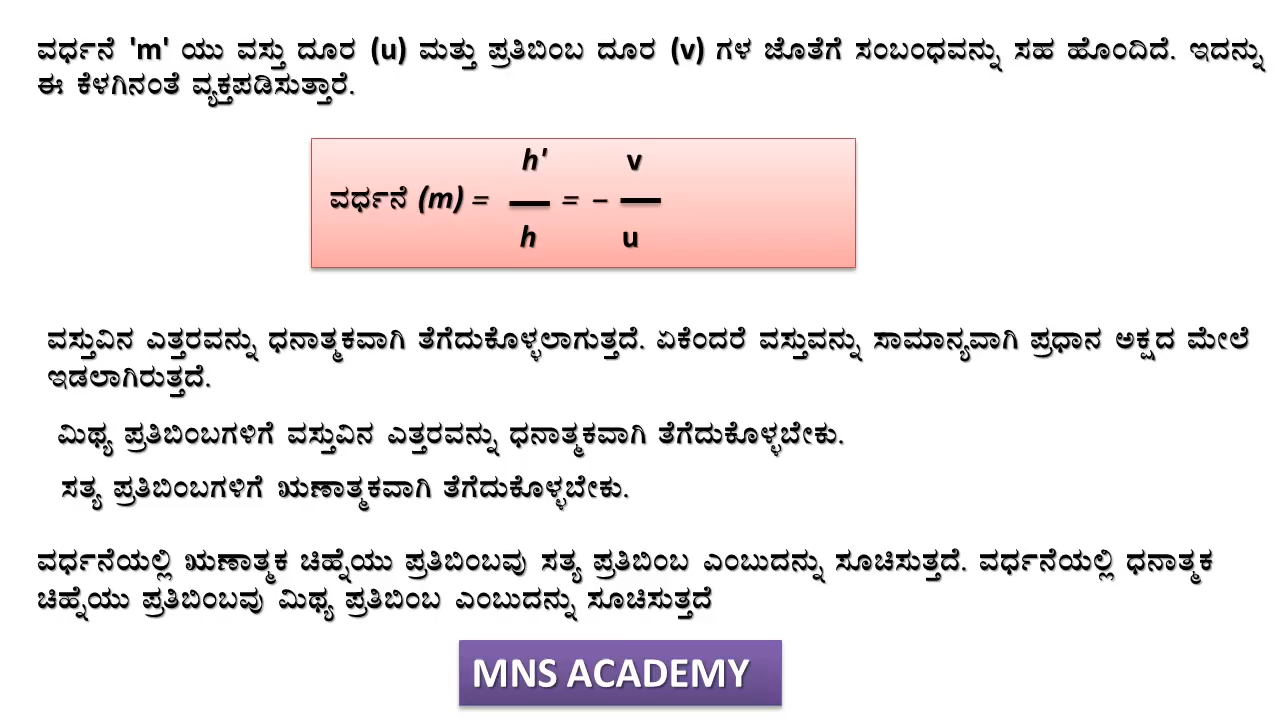 ವರ್ಧನೆ 'm' ಯು ವಸ್ತು ದೂರ (u) ಮತ್ತು ಪ್ರತಿಬಿಂಬ ದೂರ (v) ಗಳ ಜೊತೆಗೆ ಸಂಬಂಧವನ್ನು ಸಹ ಹೊಂದಿದೆ. ಇದನ್ನು
ಈ ಕೆಳಗಿನಂತೆ ವ್ಯಕ್ತಪಡಿಸುತ್ತಾರೆ.
h' v
ವರ್ಧನೆ (m) = = –
h u
ವಸ್ತುವಿನ ಎತ್ತರವನ್ನು ಧನಾತ್ಮಕವಾಗಿ ತೆಗೆದುಕೊಳ್ಳಲಾಗುತ್ತದೆ. ಏಕೆಂದರೆ ವಸ್ತುವನ್ನು ಸಾಮಾನ್ಯವಾಗಿ ಪ್ರಧಾನ ಅಕ್ಷದ ಮೇಲೆ
ಇಡಲಾಗಿರುತ್ತದೆ.
ಮಿಥ್ಯ ಪ್ರತಿಬಿಂಬಗಳಿಗೆ ವಸ್ತುವಿನ ಎತ್ತರವನ್ನು ಧನಾತ್ಮಕವಾಗಿ ತೆಗೆದುಕೊಳ್ಳಬೇಕು.
ಸತ್ಯ ಪ್ರತಿಬಿಂಬಗಳಿಗೆ ಋಣಾತ್ಮಕವಾಗಿ ತೆಗೆದುಕೊಳ್ಳಬೇಕು.
ವರ್ಧನೆಯಲ್ಲಿ ಋಣಾತ್ಮಕ ಚಿಹ್ನೆಯು ಪ್ರತಿಬಿಂಬವು ಸತ್ಯ ಪ್ರತಿಬಿಂಬ ಎಂಬುದನ್ನು ಸೂಚಿಸುತ್ತದೆ. ವರ್ಧನೆಯಲ್ಲಿ ಧನಾತ್ಮಕ
ಚಿಹ್ನೆಯು ಪ್ರತಿಬಿಂಬವು ಮಿಥ್ಯ ಪ್ರತಿಬಿಂಬ ಎಂಬುದನ್ನು ಸೂಚಿಸುತ್ತದೆ
MNS ACADEMY